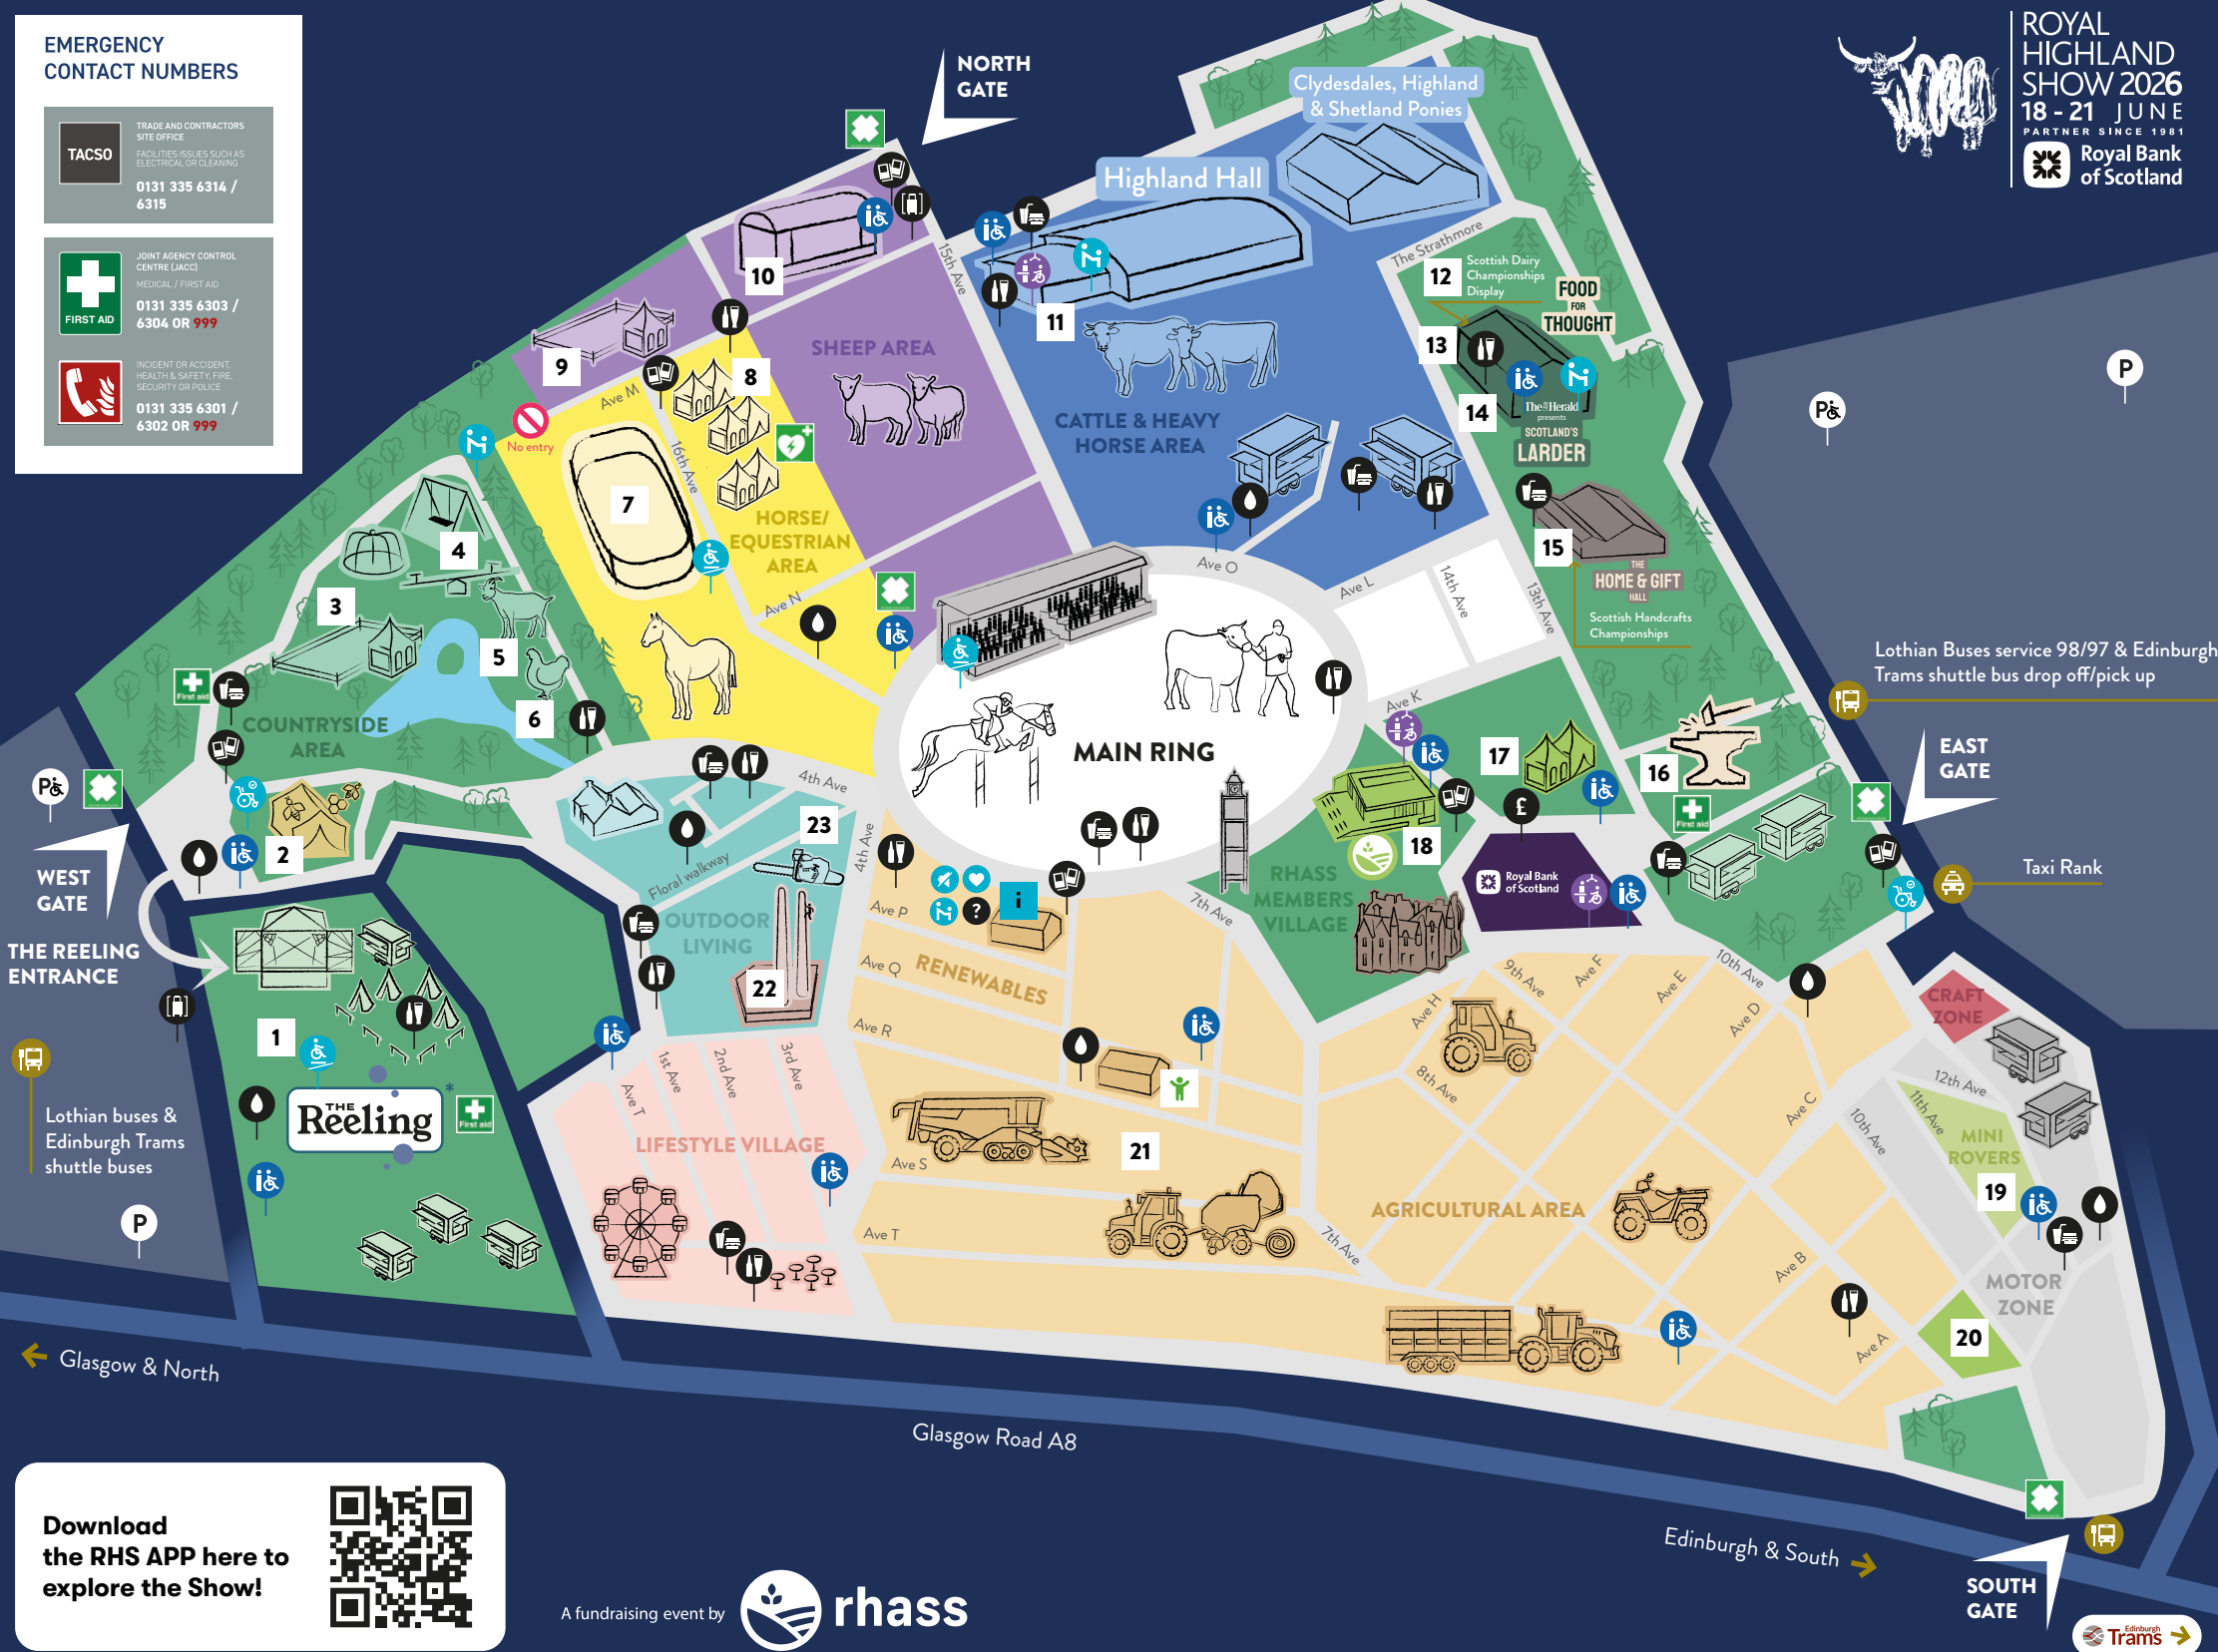 EMERGENCY
CONTACT NUMBERS
TACSO
TRADE AND CONTRACTORS
SITE OFFICE
FACILITIES ISSUES SUCH AS
ELECTRICAL OR CLEANING
0131 335 6314 /
6315
FIRST AID
JOINT AGENCY CONTROL
CENTRE (JACC)
MEDICAL / FIRST AID
0131 335 6303 /
6304 OR 999
INCIDENT OR ACCIDENT,
HEALTH & SAFETY, FIRE,
SECURITY OR POLICE
0131 335 6301 /
6302 OR 999
ROYAL
HIGHLAND
SHOW 2026
18 - 21 JUNE
PARTNER SINCE 1981
Royal Bank
of Scotland
NORTH
GATE
Clydesdales, Highland
& Shetland Ponies
Highland Hall
10
15th Ave
11
The Strathmore
12
Scottish Dairy
Championships
Display
FOOD
FOR
THOUGHT
13
14
The Herald
presents
SCOTLAND'S
LARDER
9
8
SHEEP AREA
Ave M
No entry
16th Ave
7
CATTLE & HEAVY
HORSE AREA
HORSE/
EQUESTRIAN
AREA
Ave N
Ave O
Ave L
14th Ave
13th Ave
15
THE
HOME & GIFT
HALL
Scottish Handcrafts
Championships
P
P
4
3
5
6
First aid
COUNTRYSIDE
AREA
Lothian Buses service 98/97 & Edinburgh
Trams shuttle bus drop off/pick up
EAST
GATE
Taxi Rank
MAIN RING
Ave K
17
16
£
First aid
18
RHASS
MEMBERS
VILLAGE
Royal Bank
of Scotland
P
2
WEST
GATE
THE REELING
ENTRANCE
4th Ave
23
Floral walkway
4th Ave
OUTDOOR
LIVING
22
Ave P
i
?
Ave Q
RENEWABLES
7th Ave
Ave R
1
THE
Reeling
*
First aid
Lothian buses &
Edinburgh Trams
shuttle buses
P
1st Ave
2nd Ave
3rd Ave
Ave T
LIFESTYLE VILLAGE
Ave S
Ave T
21
7th Ave
Ave H
9th Ave
Ave F
Ave E
10th Ave
Ave D
8th Ave
Ave C
AGRICULTURAL AREA
Ave B
Ave A
CRAFT
ZONE
12th Ave
11th Ave
10th Ave
MINI
ROVERS
19
MOTOR
ZONE
20
Glasgow & North
Glasgow Road A8
Edinburgh & South
SOUTH
GATE
Edinburgh
Trams
Download
the RHS APP here to
explore the Show!
A fundraising event by
rhass